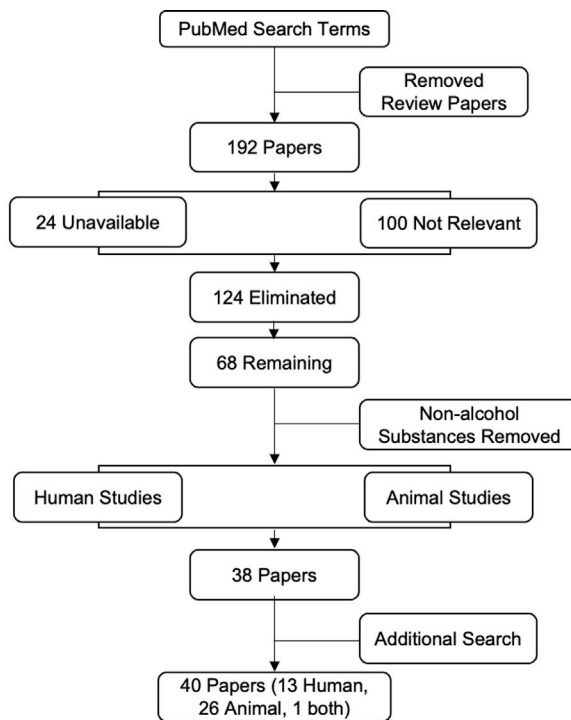 PubMed Search Terms
Removed
Review Papers
192 Papers
24 Unavailable
100 Not Relevant
124 Eliminated
68 Remaining
Non-alcohol
Substances Removed
Human Studies
Animal Studies
38 Papers
Additional Search
40 Papers (13 Human,
26 Animal, 1 both)